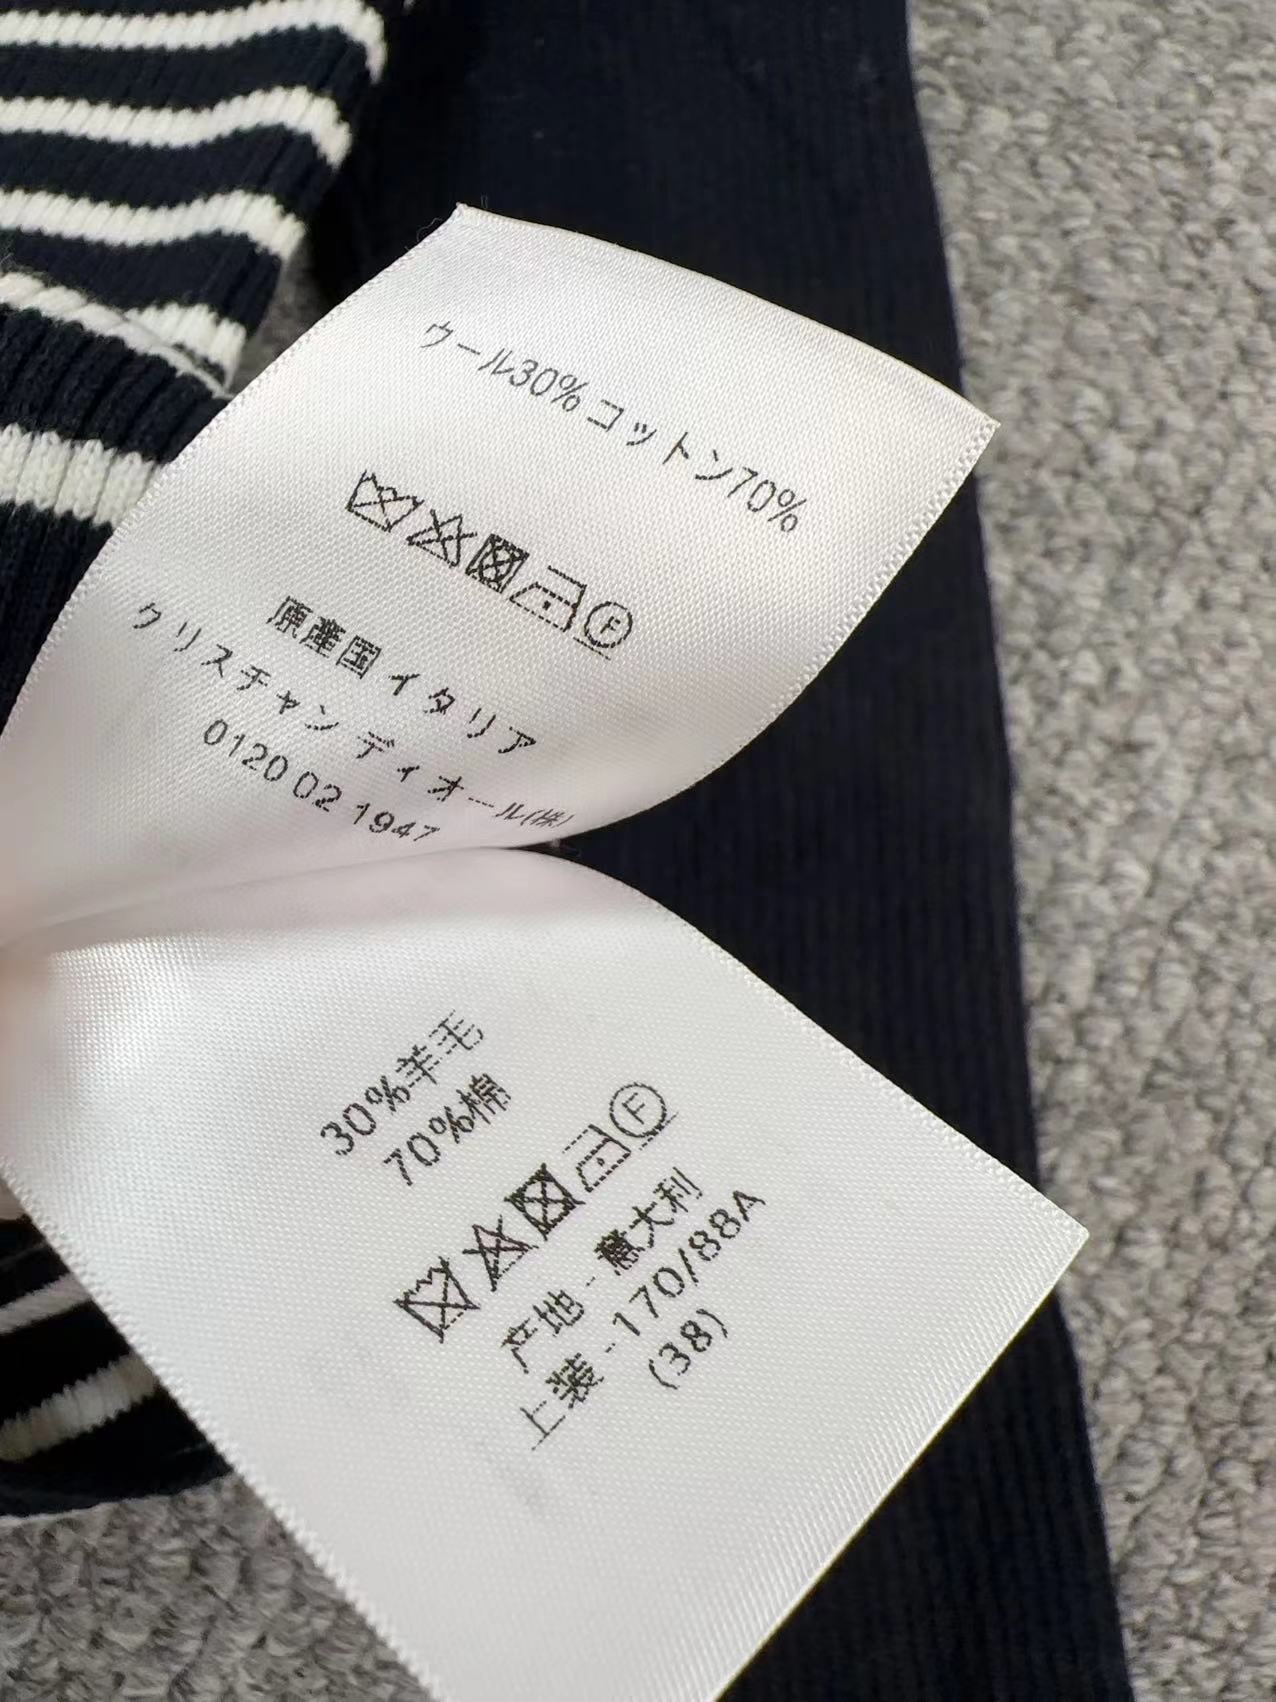 ウール30% コットン70%
F
原産国イタリア
クリスチャン ディオール(株)
0120 02 1947
30%羊毛
70%棉
F
产地 - 意大利
上装 - 170/88A
(38)